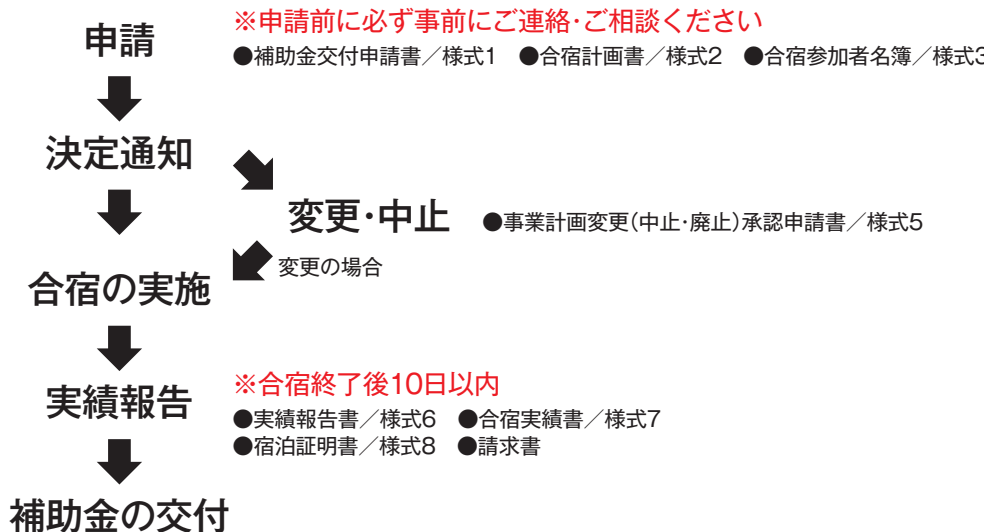 申請
※申請前に必ず事前にご連絡・ご相談ください
●補助金交付申請書／様式1　●合宿計画書／様式2　●合宿参加者名簿／様式3
決定通知
変更・中止
●事業計画変更（中止・廃止）承認申請書／様式5
変更の場合
合宿の実施
実績報告
※合宿終了後10日以内
●実績報告書／様式6　●合宿実績書／様式7
●宿泊証明書／様式8　●請求書
補助金の交付